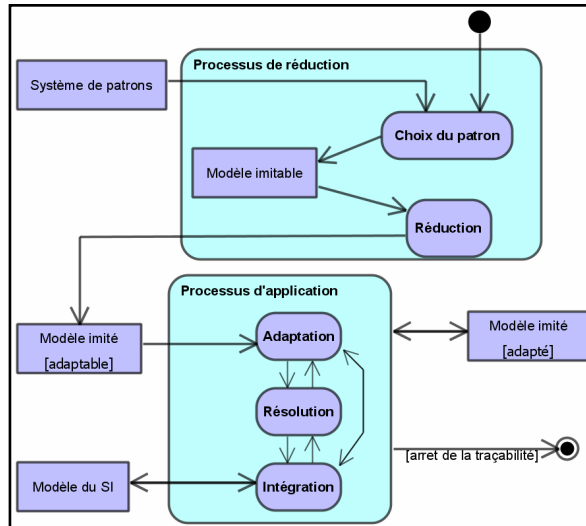 Processus de réduction
Système de patrons
Choix du patron
Modèle imitable
Réduction
Processus d'application
Modèle imité
[adaptable]
Adaptation
Modèle imité
[adapté]
Résolution
[arret de la traçabilité]
Modèle du SI
Intégration